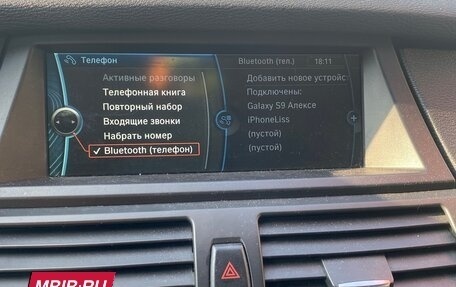 Телефон
Bluetooth (тел.)
18:11
Активные разговоры
Телефонная книга
Повторный набор
Входящие звонки
Набрать номер
✓ Bluetooth (телефон)
Добавить новое устройс
Подключены:
Galaxy S9 Алексе
iPhoneLiss
(пустой)
(пустой)
MBIB.RU